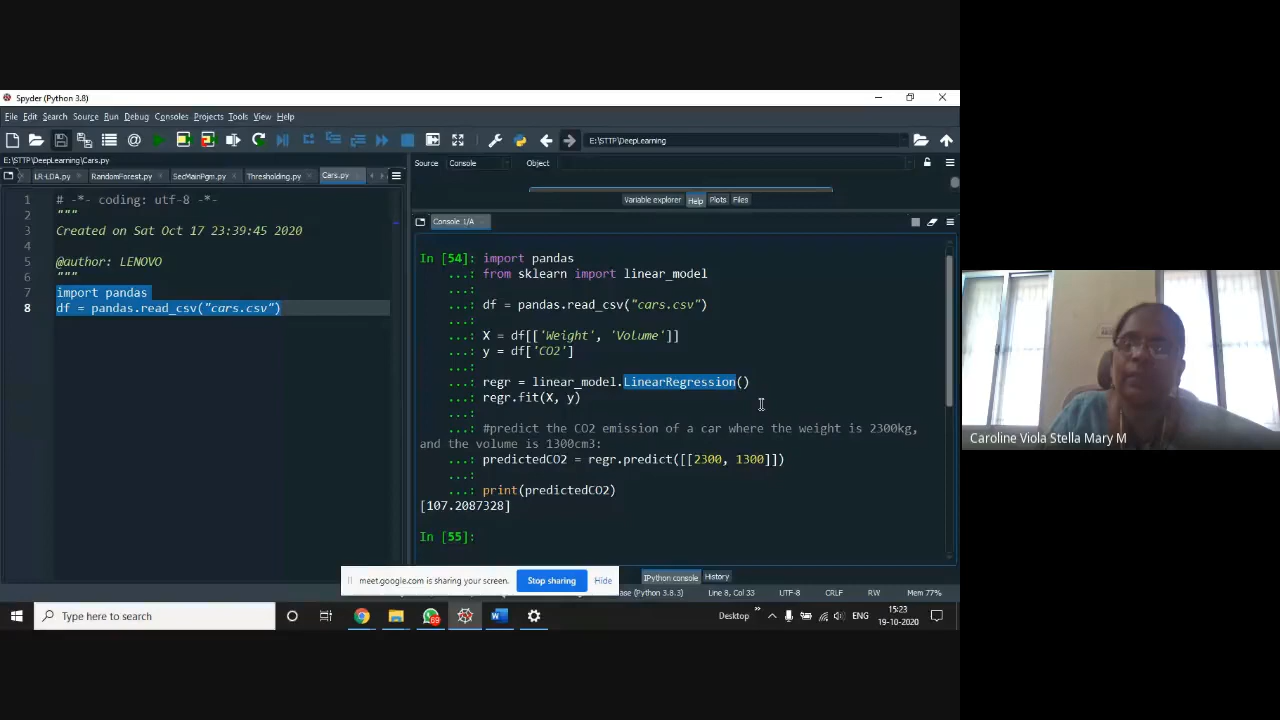 Spyder (Python 3.8)
File Edit Search Source Run Debug Consoles Projects Tools View Help
E:\STTP\DeepLearning
E:\STTP\DeepLearning\Cars.py
Source Console Object
LR-LDA.py RandomForest.py SecMainPgm.py Thresholding.py Cars.py
Variable explorer Help Plots Files
Console 1/A
1 # -*- coding: utf-8 -*-
2 """
3 Created on Sat Oct 17 23:39:45 2020
4
5 @author: LENOVO
6 """
7 import pandas
8 df = pandas.read_csv("cars.csv")
In [54]: import pandas
...: from sklearn import linear_model
...:
...: df = pandas.read_csv("cars.csv")
...:
...: X = df[['Weight', 'Volume']]
...: y = df['CO2']
...:
...: regr = linear_model.LinearRegression()
...: regr.fit(X, y)
...:
...: #predict the CO2 emission of a car where the weight is 2300kg,
and the volume is 1300cm3:
...: predictedCO2 = regr.predict([[2300, 1300]])
...:
...: print(predictedCO2)
[107.2087328]
In [55]:
IPython console History
meet.google.com is sharing your screen. Stop sharing Hide
(Python 3.8.3) Line 8, Col 33 UTF-8 CRLF RW Mem 77%
Type here to search
Desktop ENG
15:23
19-10-2020
Caroline Viola Stella Mary M